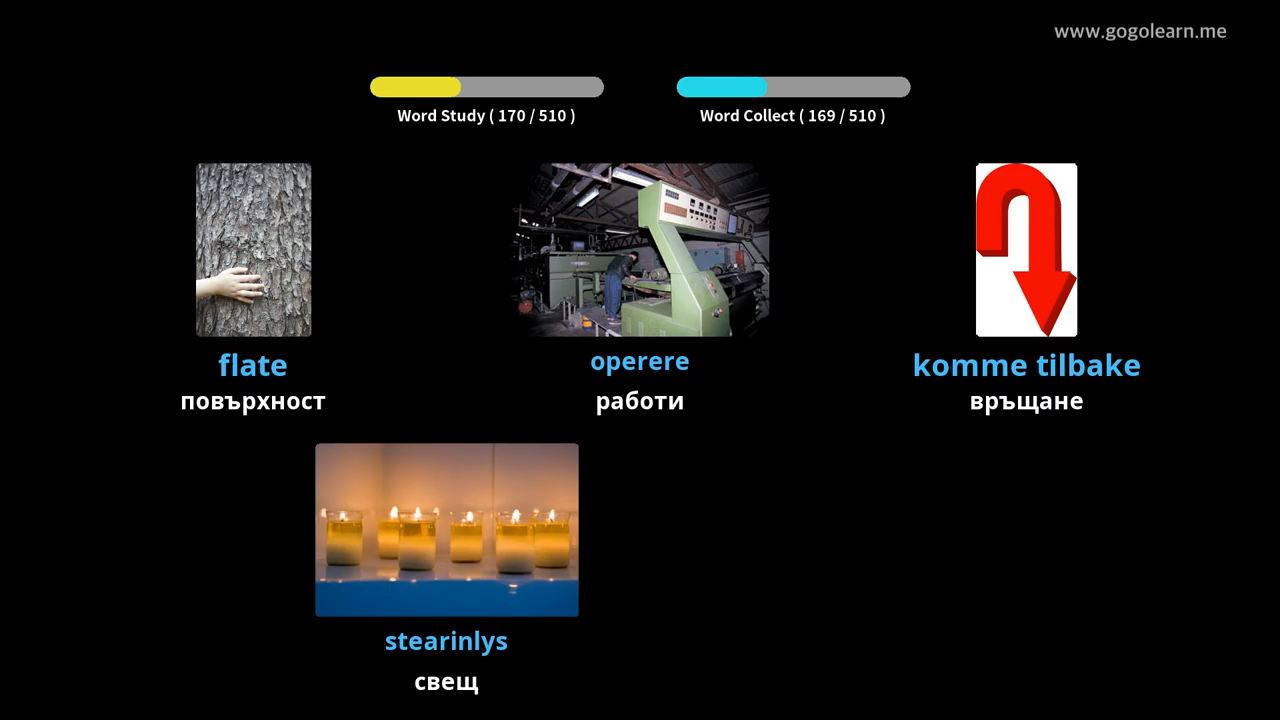 www.gogolearn.me
Word Study ( 170 / 510 )
Word Collect ( 169 / 510 )
flate
повърхност
operere
работи
komme tilbake
връщане
stearinlys
свещ